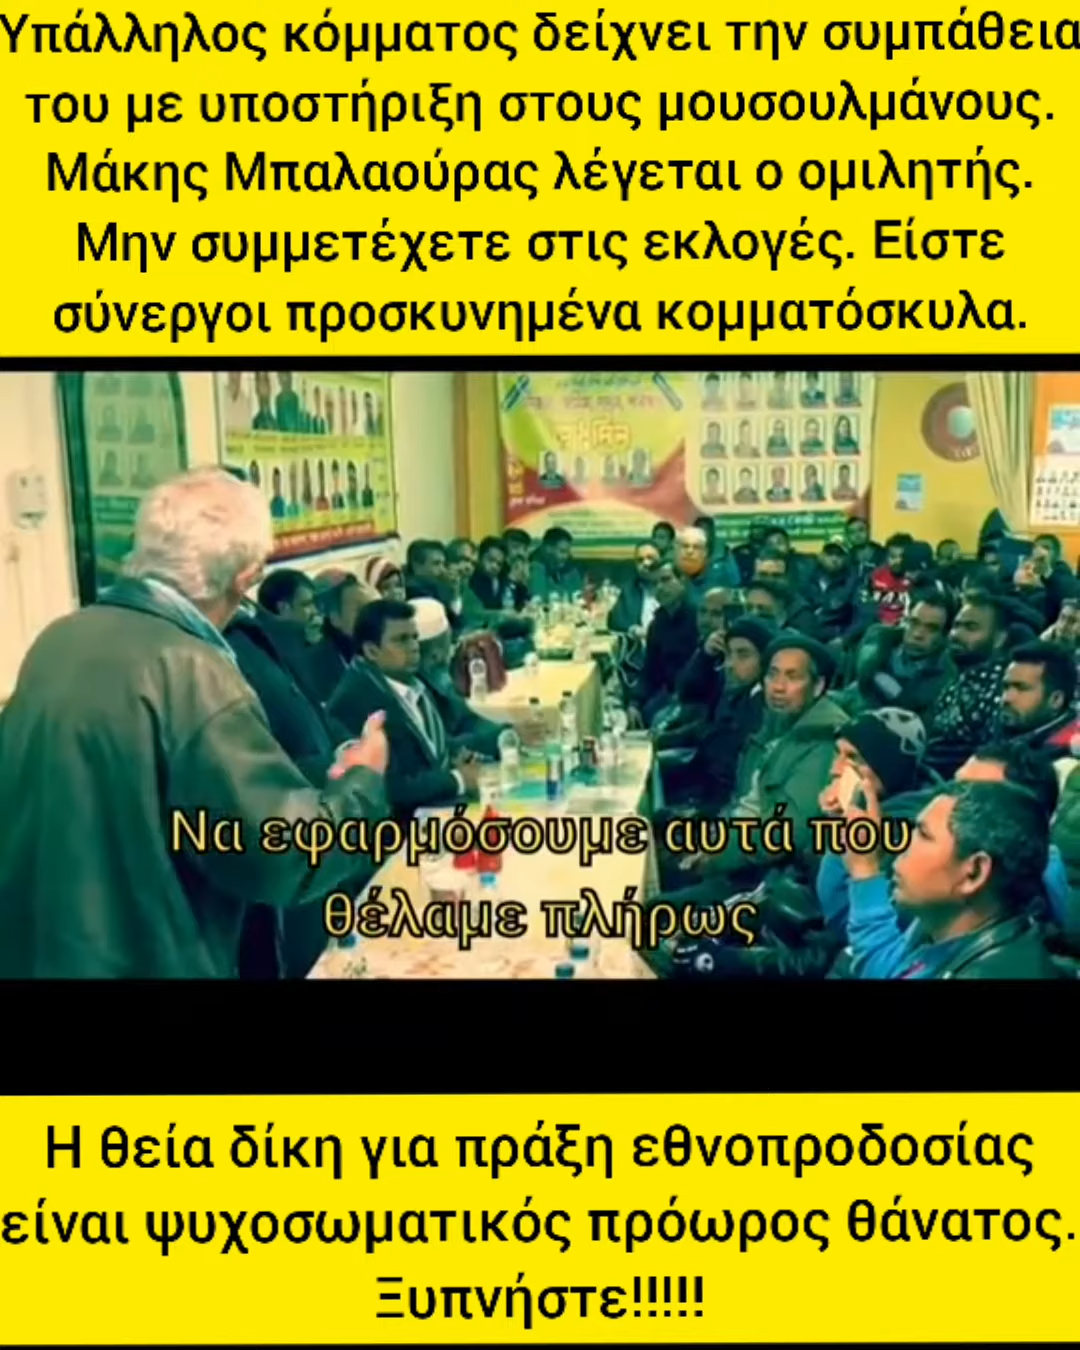 Υπάλληλος κόμματος δείχνει την συμπάθεια
του με υποστήριξη στους μουσουλμάνους.
Μάκης Μπαλαούρας λέγεται ο ομιλητής.
Μην συμμετέχετε στις εκλογές. Είστε
σύνεργοι προσκυνημένα κομματόσκυλα.
Να εφαρμόσουμε αυτά που
θέλαμε πλήρως
Η θεία δίκη για πράξη εθνοπροδοσίας
είναι ψυχοσωματικός πρόωρος θάνατος.
Ξυπνήστε!!!!!